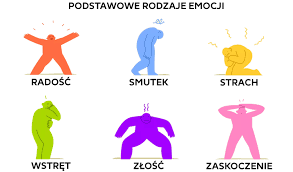 PODSTAWOWE RODZAJE EMOCJI
RADOŚĆ SMUTEK STRACH
WSTRĘT ZŁOŚĆ ZASKOCZENIE